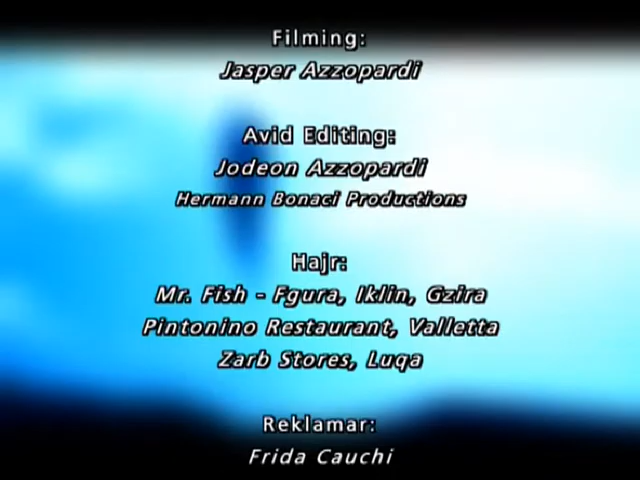 Filming:
Jasper Azzopardi
Avid Editing:
Jodeon Azzopardi
Hermann Bonaci Productions
Hajr:
Mr. Fish - Fgura, Iklin, Gzira
Pintonino Restaurant, Valletta
Zarb Stores, Luqa
Reklamar:
Frida Cauchi